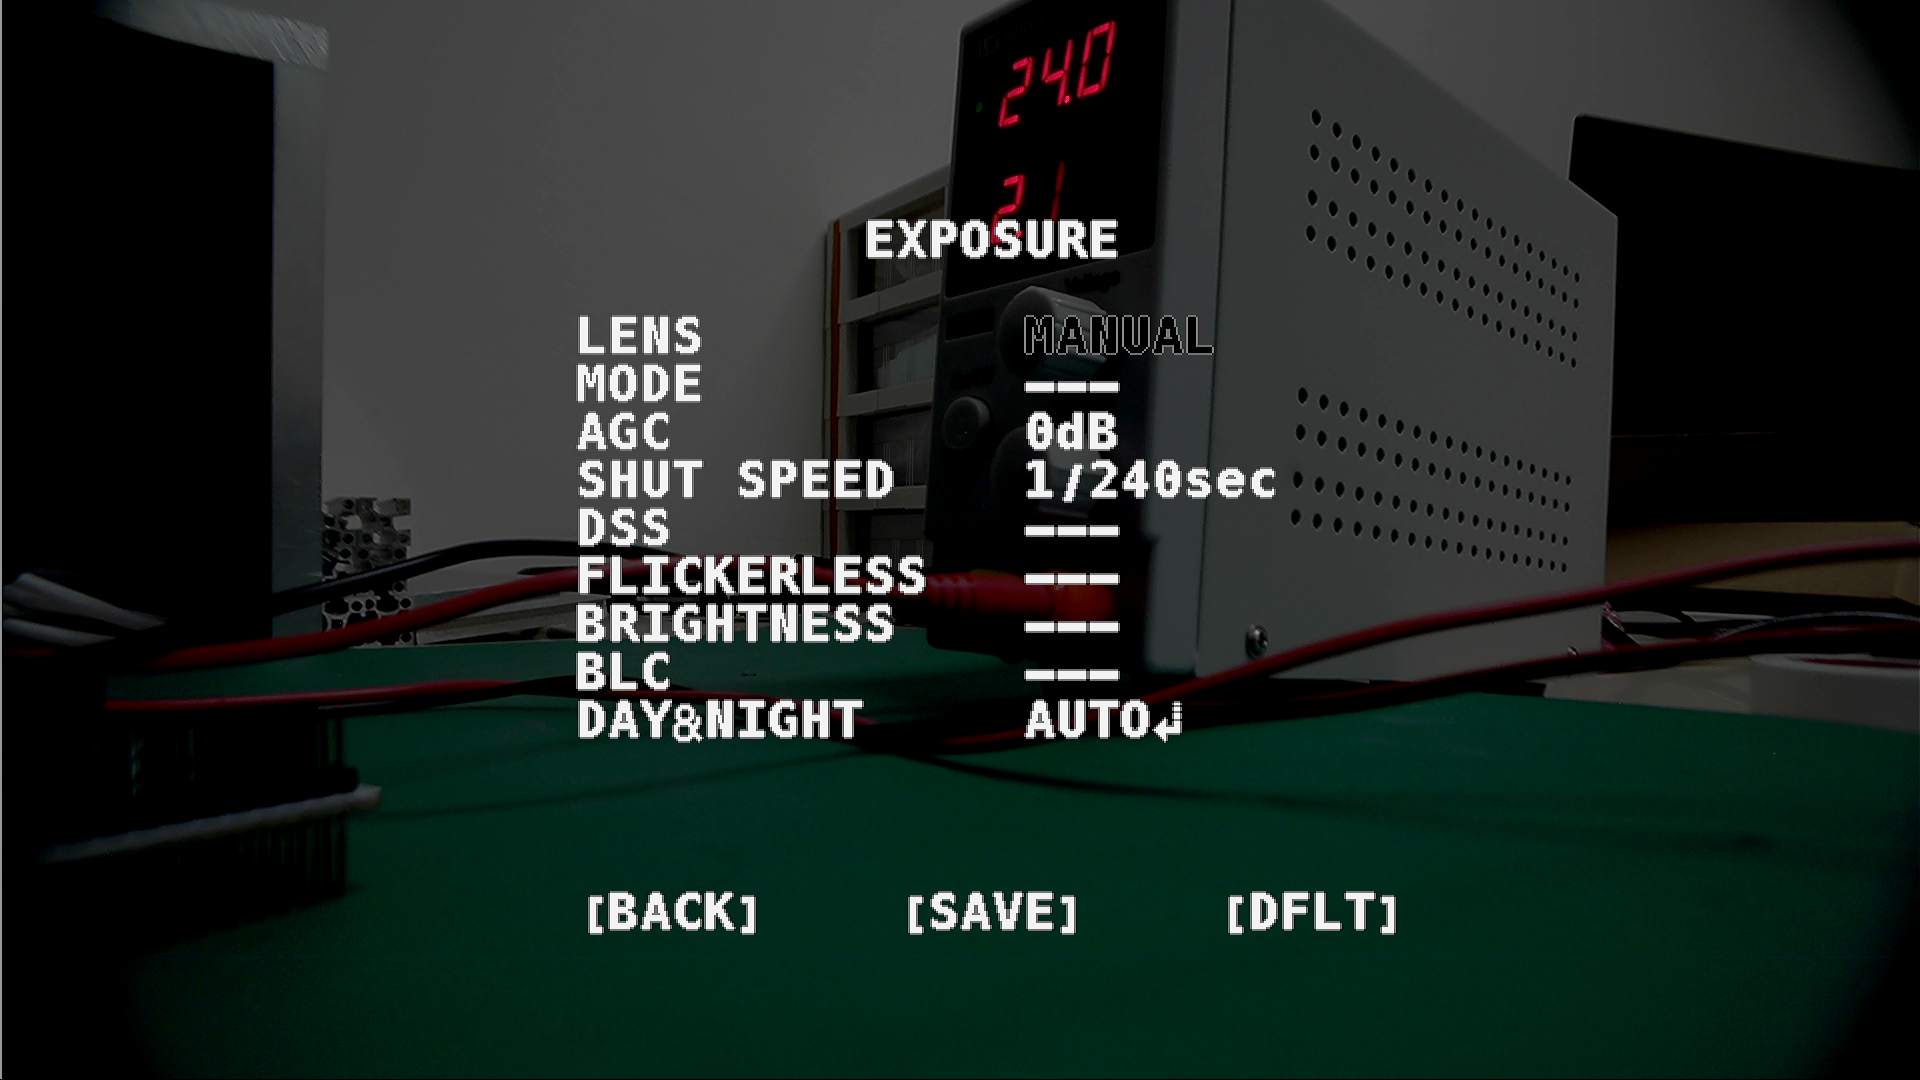 24.0
21
EXPOSURE
LENS MANUAL
MODE ---
AGC 0dB
SHUT SPEED 1/240sec
DSS ---
FLICKERLESS ---
BRIGHTNESS ---
BLC ---
DAY&NIGHT AUTO↲
[BACK] [SAVE] [DFLT]